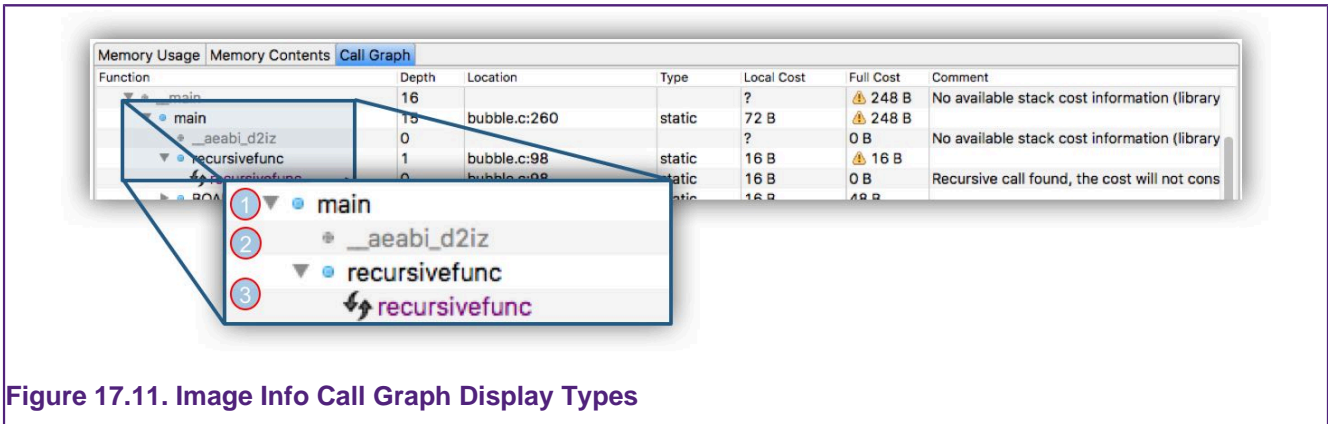 Memory Usage Memory Contents Call Graph
Function Depth Location Type Local Cost Full Cost Comment
__main 16 ? 248 B No available stack cost information (library
main 15 bubble.c:260 static 72 B 248 B
__aeabi_d2iz 0 ? 0 B No available stack cost information (library
recursivefunc 1 bubble.c:98 static 16 B 16 B
recursivefunc 0 bubble.c:98 static 16 B 0 B Recursive call found, the cost will not cons
16 B 48 B
1 main
2 __aeabi_d2iz
recursivefunc
3 recursivefunc
Figure 17.11. Image Info Call Graph Display Types